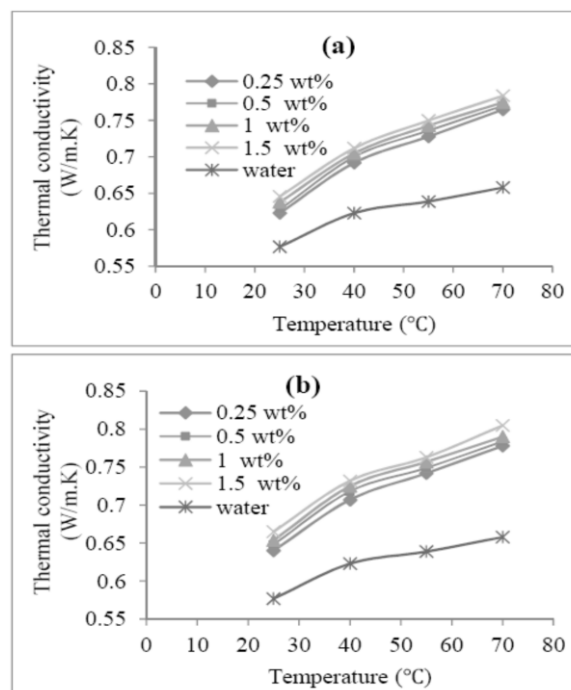 (a)
0.85
0.8
0.75
0.7
0.65
0.6
0.55
Thermal conductivity
(W/m.K)
0.25 wt%
0.5 wt%
1 wt%
1.5 wt%
water
0 10 20 30 40 50 60 70 80
Temperature (°C)
(b)
0.85
0.8
0.75
0.7
0.65
0.6
0.55
Thermal conductivity
(W/m.K)
0.25 wt%
0.5 wt%
1 wt%
1.5 wt%
water
0 10 20 30 40 50 60 70 80
Temperature (°C)